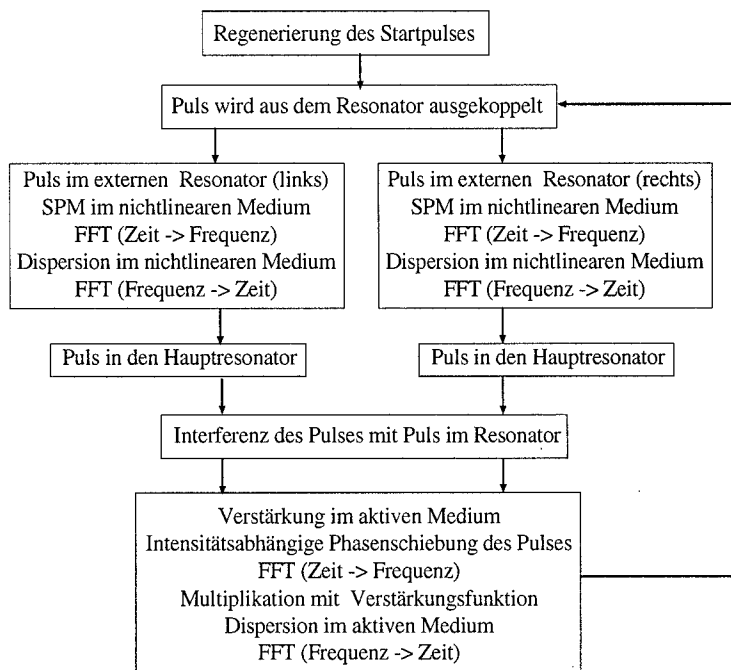 Regenerierung des Startpulses
Puls wird aus dem Resonator ausgekoppelt
Puls im externen Resonator (links)
SPM im nichtlinearen Medium
FFT (Zeit -> Frequenz)
Dispersion im nichtlinearen Medium
FFT (Frequenz -> Zeit)
Puls im externen Resonator (rechts)
SPM im nichtlinearen Medium
FFT (Zeit -> Frequenz)
Dispersion im nichtlinearen Medium
FFT (Frequenz -> Zeit)
Puls in den Hauptresonator
Puls in den Hauptresonator
Interferenz des Pulses mit Puls im Resonator
Verstärkung im aktiven Medium
Intensitätsabhängige Phasenschiebung des Pulses
FFT (Zeit -> Frequenz)
Multiplikation mit Verstärkungsfunktion
Dispersion im aktiven Medium
FFT (Frequenz -> Zeit)